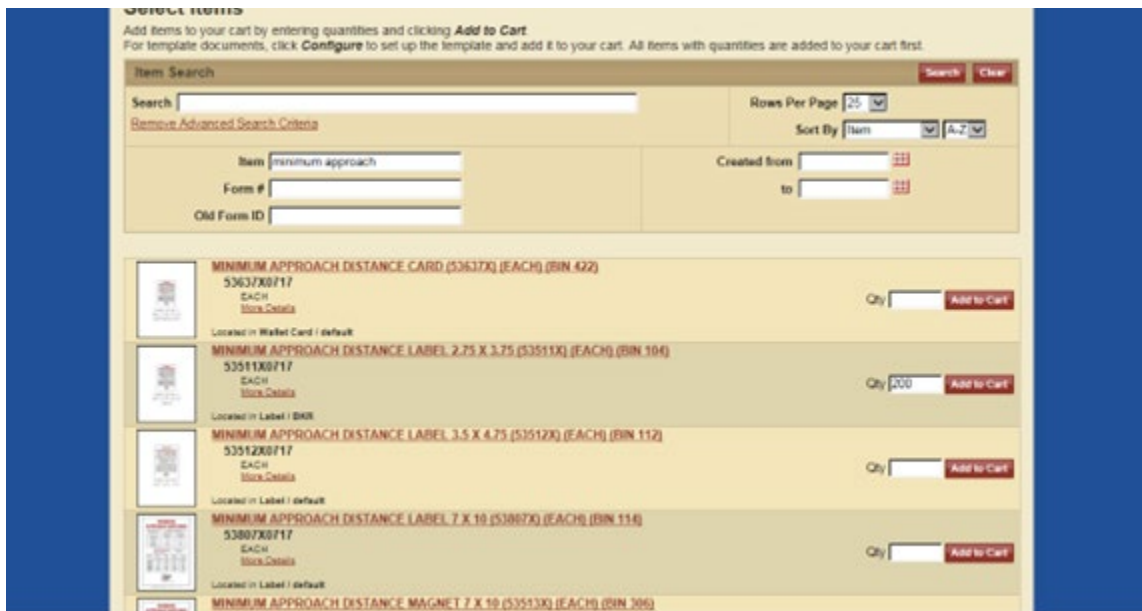 Select Items
Add items to your cart by entering quantities and clicking Add to Cart.
For template documents, click Configure to set up the template and add it to your cart. All items with quantities are added to your cart first.
Item Search
Search Clear
Search
Rows Per Page 25
Remove Advanced Search Criteria
Sort By Item A-Z
Item minimum approach
Created from
Form #
to
Old Form ID
MINIMUM APPROACH DISTANCE CARD (53637X) (EACH) (BIN 422)
53637X0717
EACH
More Details
Qty Add to Cart
Located in Wallet Card / default
MINIMUM APPROACH DISTANCE LABEL 2.75 X 3.75 (53511X) (EACH) (BIN 104)
53511X0717
EACH
More Details
Qty 200 Add to Cart
Located in Label / BKR
MINIMUM APPROACH DISTANCE LABEL 3.5 X 4.75 (53512X) (EACH) (BIN 112)
53512X0717
EACH
More Details
Qty Add to Cart
Located in Label / default
MINIMUM APPROACH DISTANCE LABEL 7 X 10 (53807X) (EACH) (BIN 114)
53807X0717
EACH
More Details
Qty Add to Cart
Located in Label / default
MINIMUM APPROACH DISTANCE MAGNET 7 X 10 (53513X) (EACH) (BIN 306)